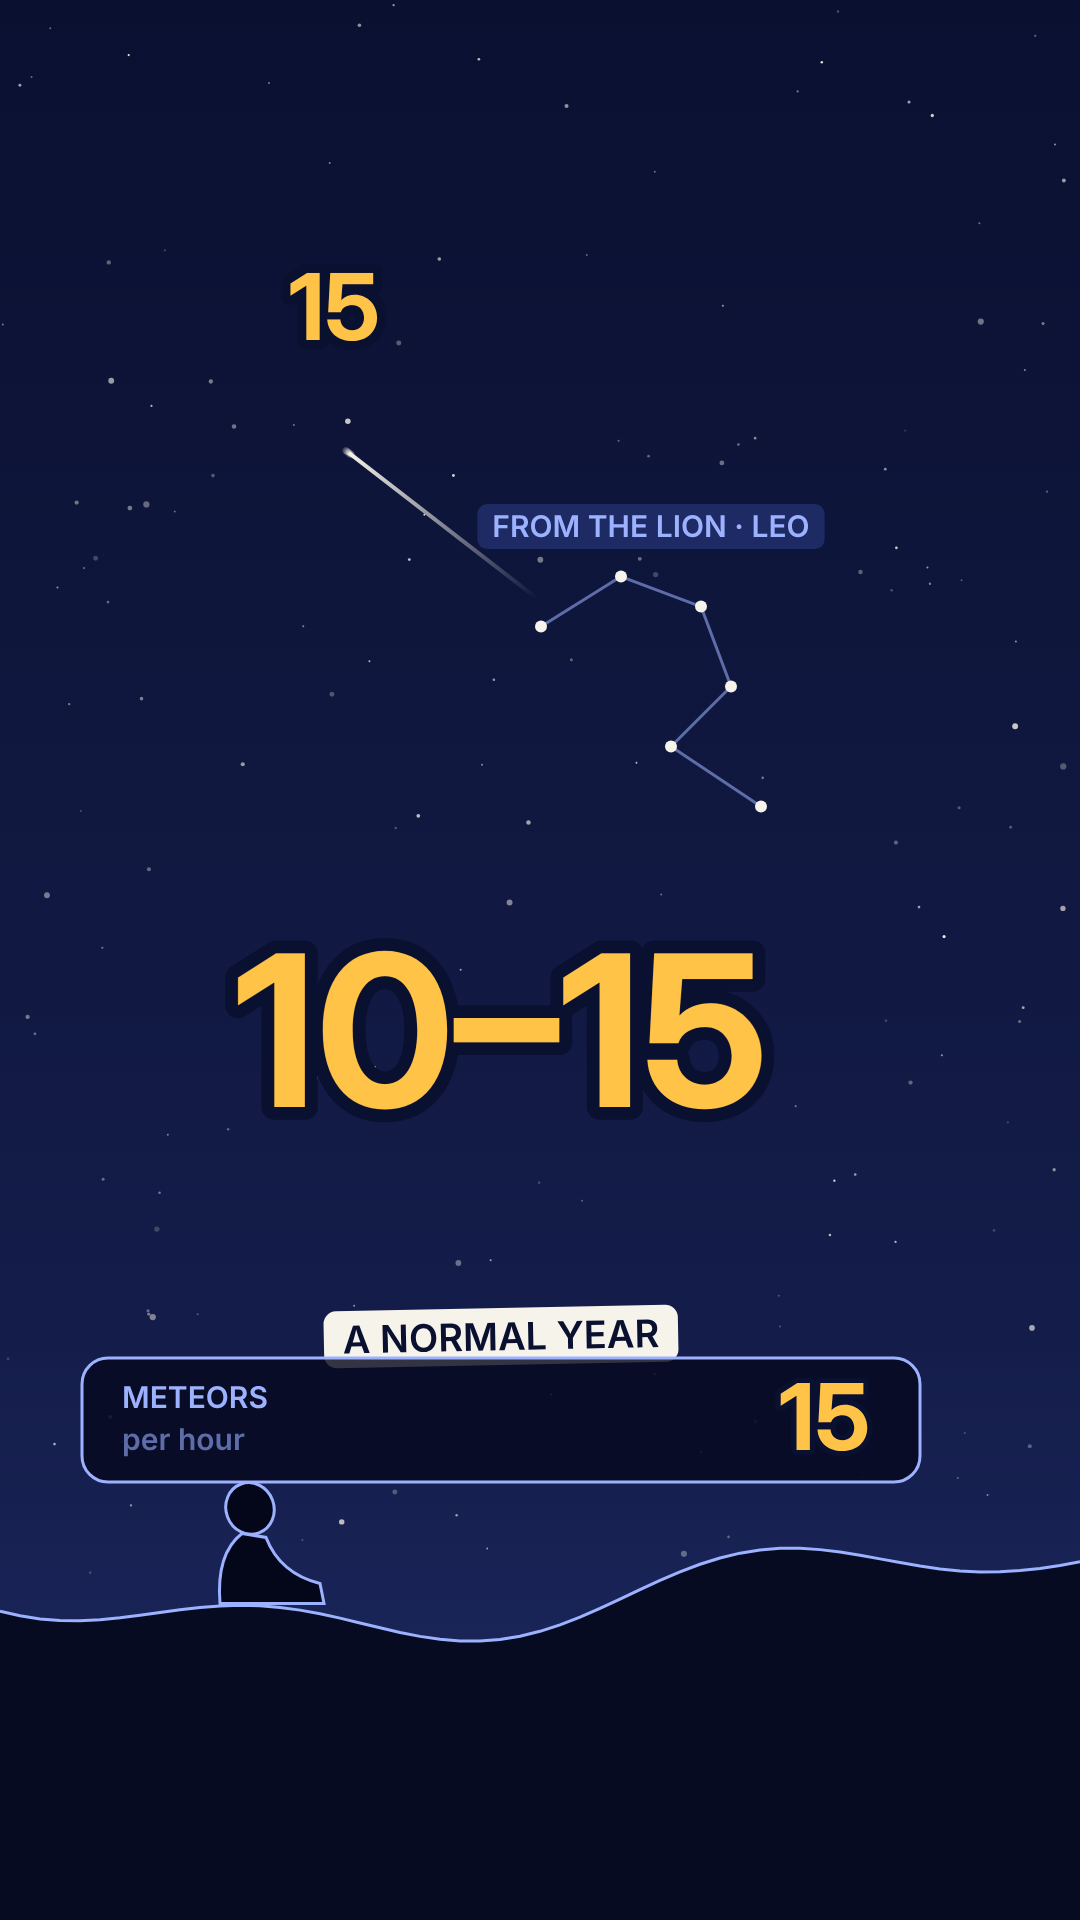 15
FROM THE LION · LEO
10–15
A NORMAL YEAR
METEORS
per hour
15